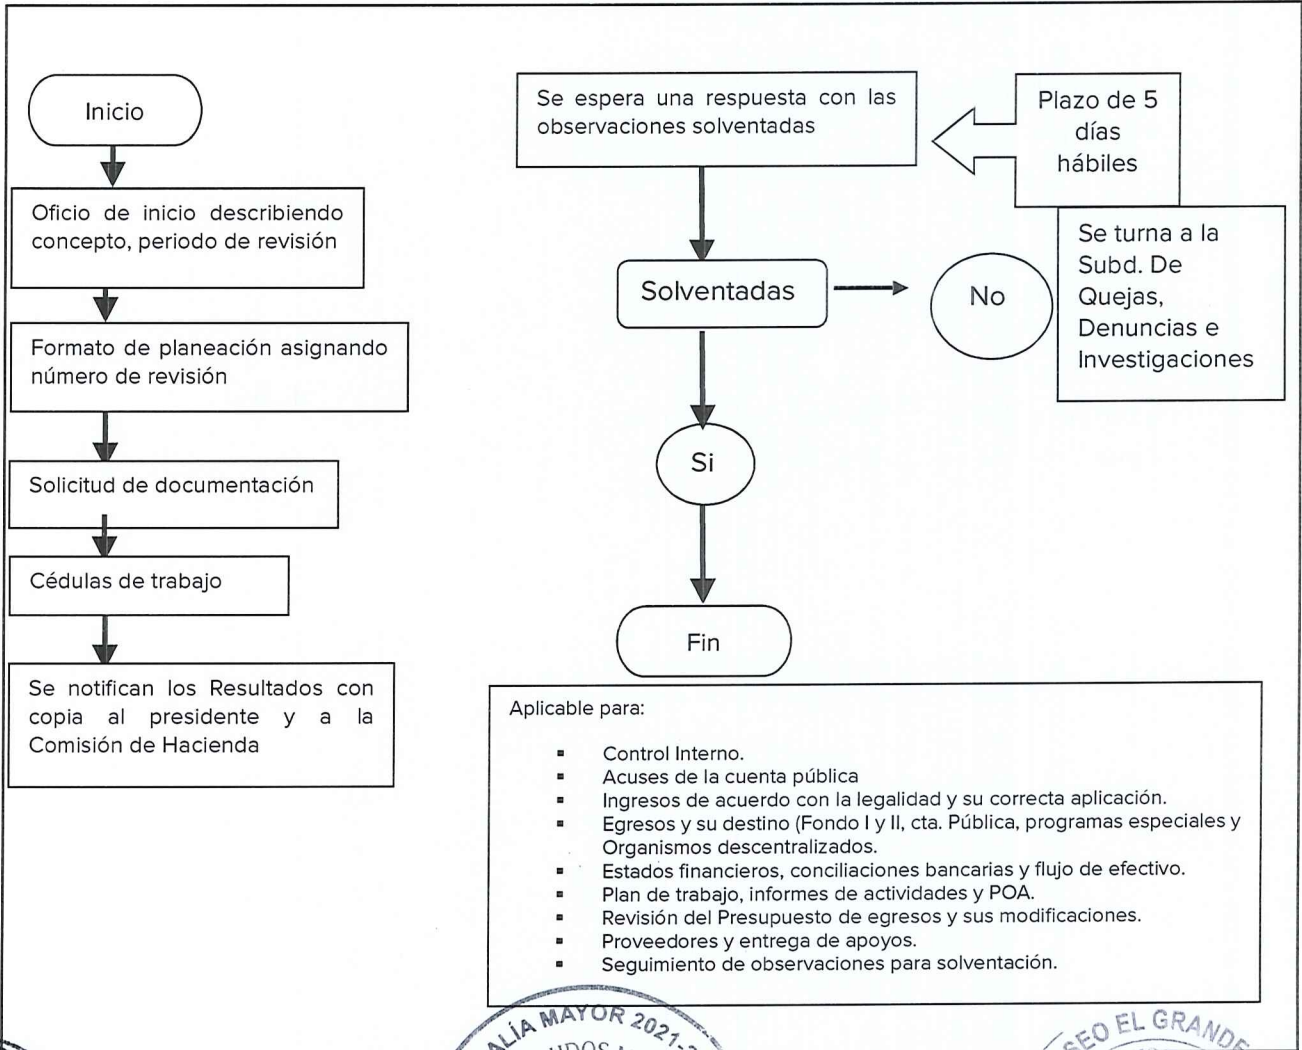 Inicio
Oficio de inicio describiendo
concepto, periodo de revisión
Formato de planeación asignando
número de revisión
Solicitud de documentación
Cédulas de trabajo
Se notifican los Resultados con
copia al presidente y a la
Comisión de Hacienda
Se espera una respuesta con las
observaciones solventadas
Plazo de 5
días
hábiles
Solventadas
No
Se turna a la
Subd. De
Quejas,
Denuncias e
Investigaciones
Si
Fin
Aplicable para:
▪ Control Interno.
▪ Acuses de la cuenta pública
▪ Ingresos de acuerdo con la legalidad y su correcta aplicación.
▪ Egresos y su destino (Fondo I y II, cta. Pública, programas especiales y
Organismos descentralizados.
▪ Estados financieros, conciliaciones bancarias y flujo de efectivo.
▪ Plan de trabajo, informes de actividades y POA.
▪ Revisión del Presupuesto de egresos y sus modificaciones.
▪ Proveedores y entrega de apoyos.
▪ Seguimiento de observaciones para solventación.
MAYOR 2021-
EL GRANDE